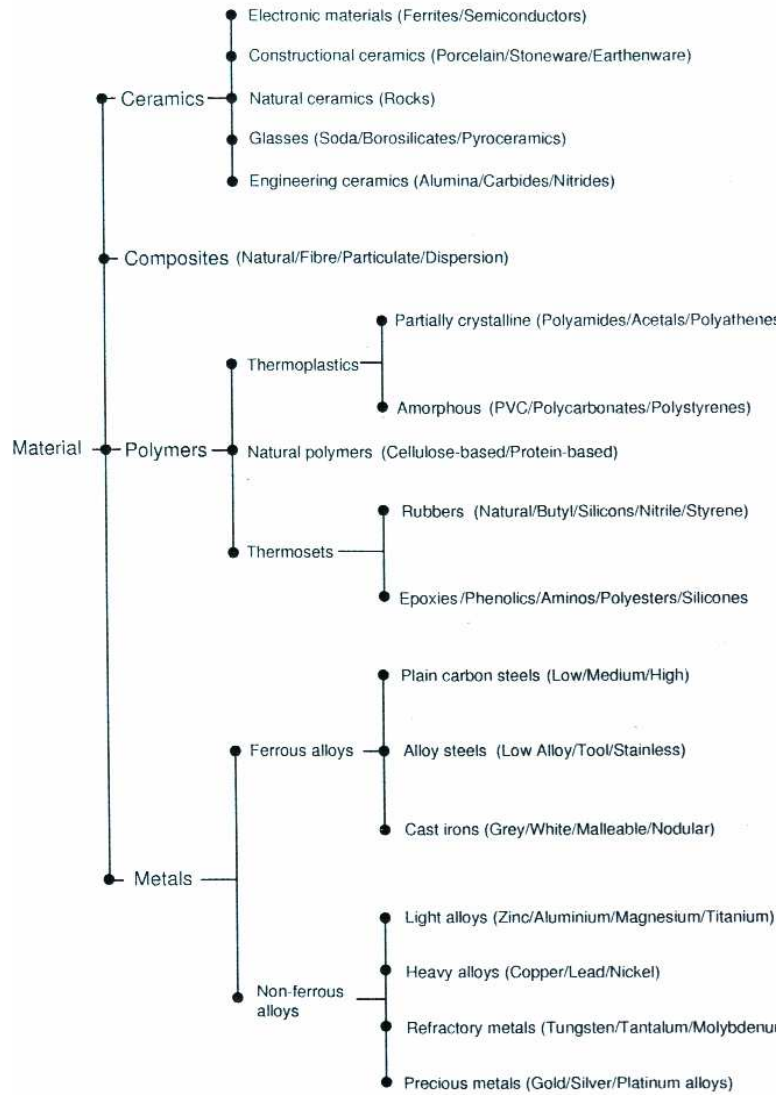 Electronic materials (Ferrites/Semiconductors)
Constructional ceramics (Porcelain/Stoneware/Earthenware)
Ceramics
Natural ceramics (Rocks)
Glasses (Soda/Borosilicates/Pyroceramics)
Engineering ceramics (Alumina/Carbides/Nitrides)
Composites (Natural/Fibre/Particulate/Dispersion)
Partially crystalline (Polyamides/Acetals/Polyathenes
Thermoplastics
Amorphous (PVC/Polycarbonates/Polystyrenes)
Material
Polymers
Natural polymers (Cellulose-based/Protein-based)
Rubbers (Natural/Butyl/Silicons/Nitrile/Styrene)
Thermosets
Epoxies/Phenolics/Aminos/Polyesters/Silicones
Plain carbon steels (Low/Medium/High)
Ferrous alloys
Alloy steels (Low Alloy/Tool/Stainless)
Cast irons (Grey/White/Malleable/Nodular)
Metals
Light alloys (Zinc/Aluminium/Magnesium/Titanium)
Heavy alloys (Copper/Lead/Nickel)
Non-ferrous
alloys
Refractory metals (Tungsten/Tantalum/Molybdenu
Precious metals (Gold/Silver/Platinum alloys)